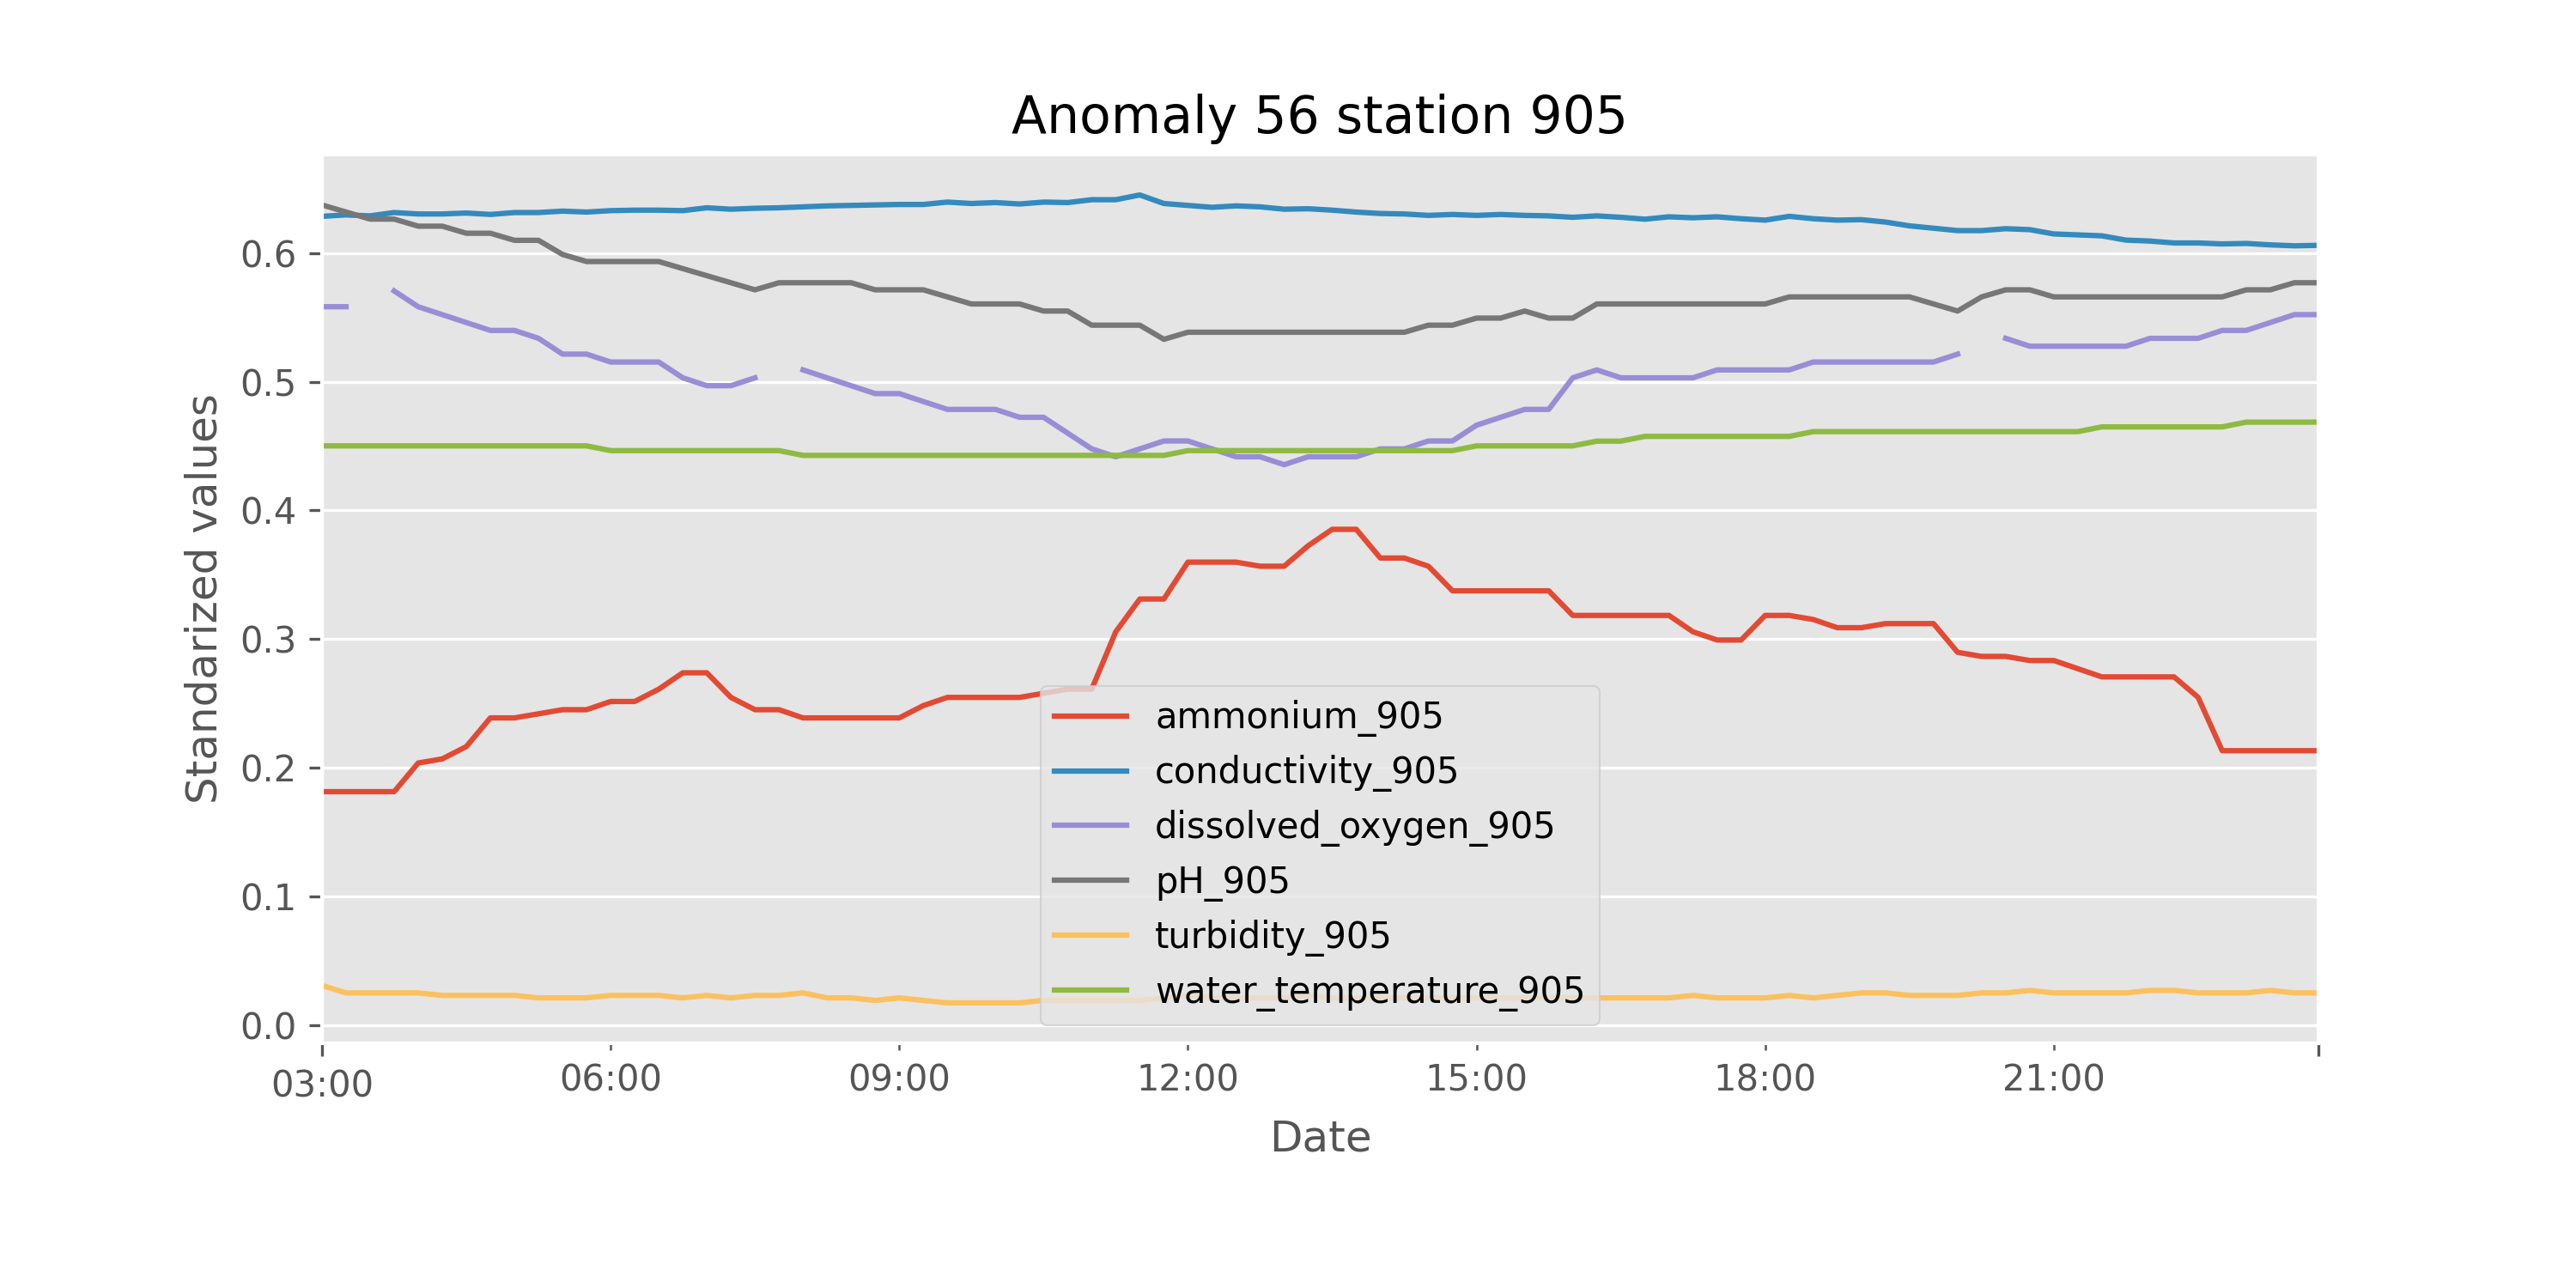 Anomaly 56 station 905
Standarized values
0.6
0.5
0.4
0.3
0.2
0.1
0.0
ammonium_905
conductivity_905
dissolved_oxygen_905
pH_905
turbidity_905
water_temperature_905
03:00 06:00 09:00 12:00 15:00 18:00 21:00
Date